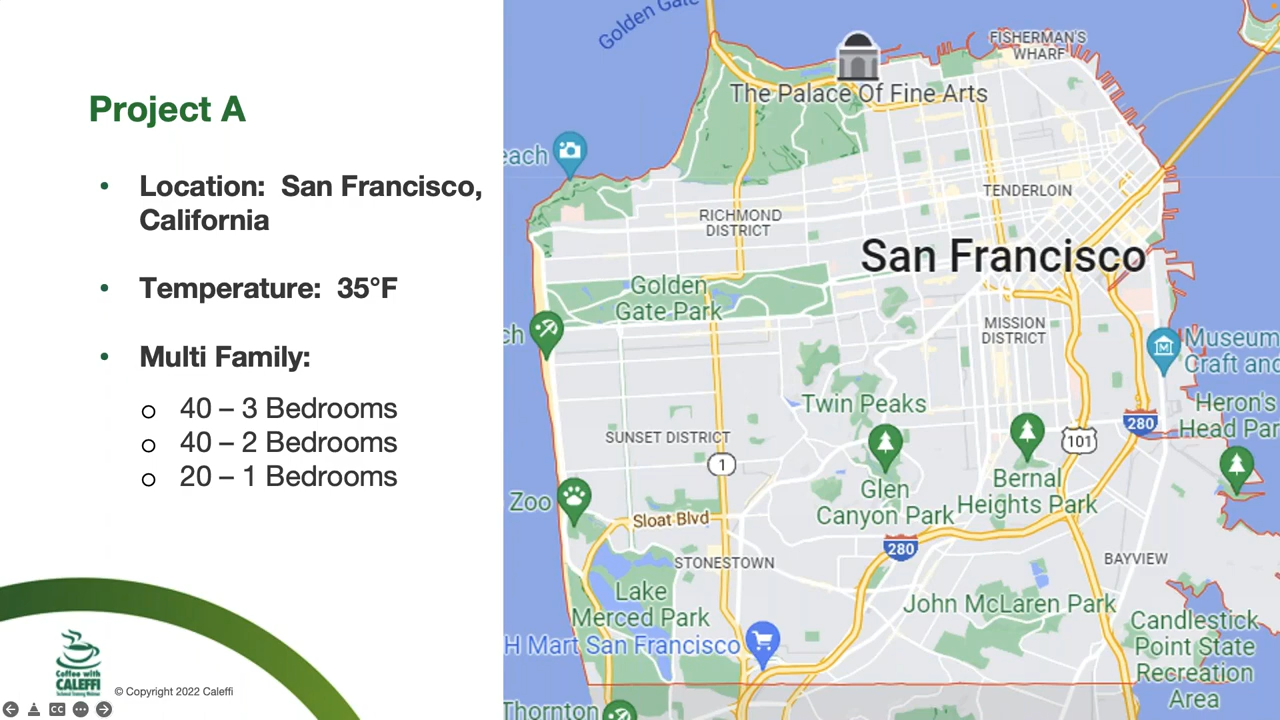 Project A
• Location: San Francisco,
California
• Temperature: 35°F
• Multi Family:
o 40 – 3 Bedrooms
o 40 – 2 Bedrooms
o 20 – 1 Bedrooms
Coffee with
CALEFFI
© Copyright 2022 Caleffi
CC
Golden Gate
FISHERMAN'S
WHARF
The Palace Of Fine Arts
each
TENDERLOIN
RICHMOND
DISTRICT
San Francisco
Golden
Gate Park
MISSION
DISTRICT
ch
Museum
Craft and
Twin Peaks
Heron's
Head Par
280
SUNSET DISTRICT
101
1
Bernal
Heights Park
Glen
Canyon Park
Zoo
Sloat Blvd
280
STONESTOWN
BAYVIEW
Lake
Merced Park
John McLaren Park
Candlestick
Point State
Recreation
Area
H Mart San Francisco
Thornton